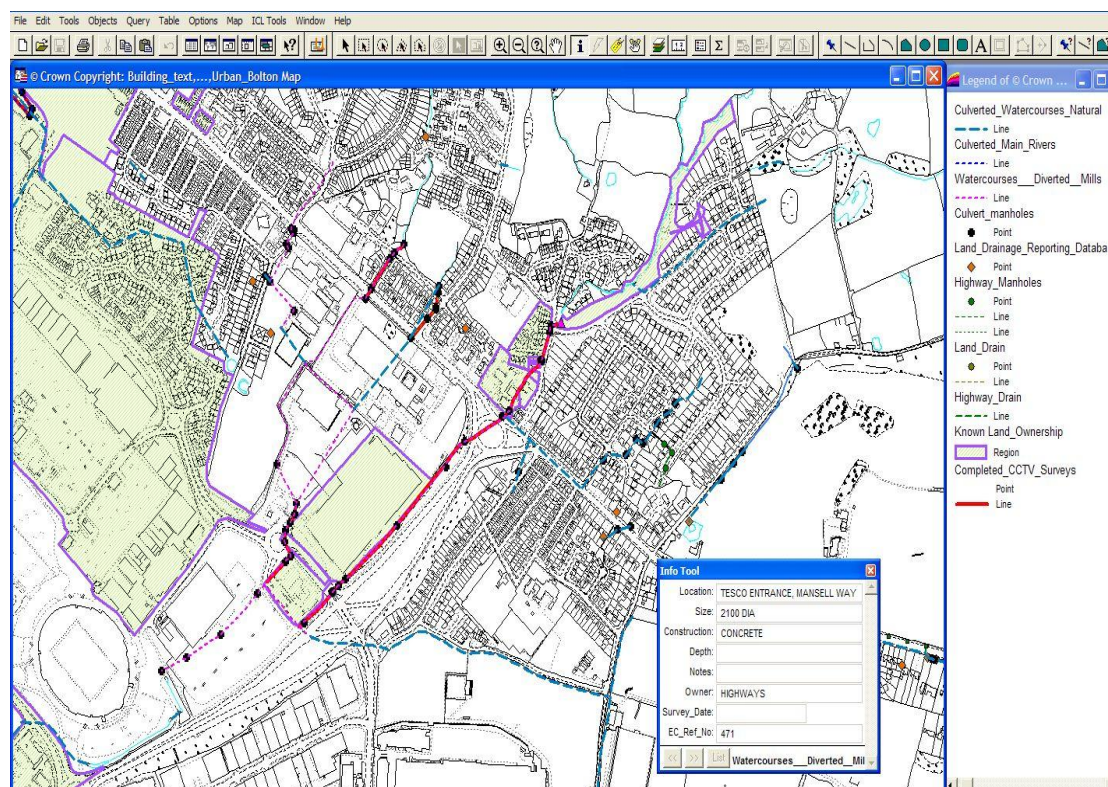 File Edit Tools Objects Query Table Options Map ICL Tools Window Help
© Crown Copyright: Building_text,...,Urban_Bolton Map
Legend of © Crown ...
Culverted_Watercourses_Natural
Line
Culverted_Main_Rivers
Line
Watercourses___Diverted__Mills
Line
Culvert_manholes
Point
Land_Drainage_Reporting_Databa
Point
Highway_Manholes
Point
Line
Line
Land_Drain
Point
Line
Highway_Drain
Line
Known Land_Ownership
Region
Completed_CCTV_Surveys
Point
Line
Info Tool
Location: TESCO ENTRANCE, MANSELL WAY
Size: 2100 DIA
Construction: CONCRETE
Depth:
Notes:
Owner: HIGHWAYS
Survey_Date:
EC_Ref_No: 471
<< >> List Watercourses___Diverted__Mil